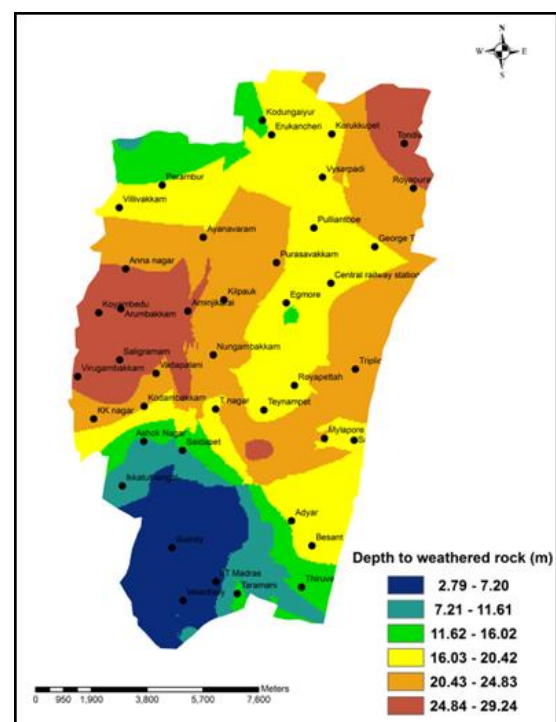 N
W E
S
Kodungaiyur
Erukancheri
Korukkupet
Tondia
Vysarpadi
Royapura
Perambur
Villivakkam
Pulliantope
Ayanavaram
George T
Anna nagar
Purasavakkam
Central railway station
Kilpauk
Egmore
Koyambedu
Arumbakkam
Aminjikarai
Nungambakkam
Saligramam
Vadapalani
Triplic
Virugambakkam
Royapettah
Kodambakkam
T nagar
Teynampet
KK nagar
Mylapore
Ashok Nagar
Saidapet
Adyar
Guindy
Besant
IIT Madras
Taramani
Thiruva
Velachery
Depth to weathered rock (m)
2.79 - 7.20
7.21 - 11.61
11.62 - 16.02
16.03 - 20.42
20.43 - 24.83
24.84 - 29.24
Meters
0 950 1,900 3,800 5,700 7,600